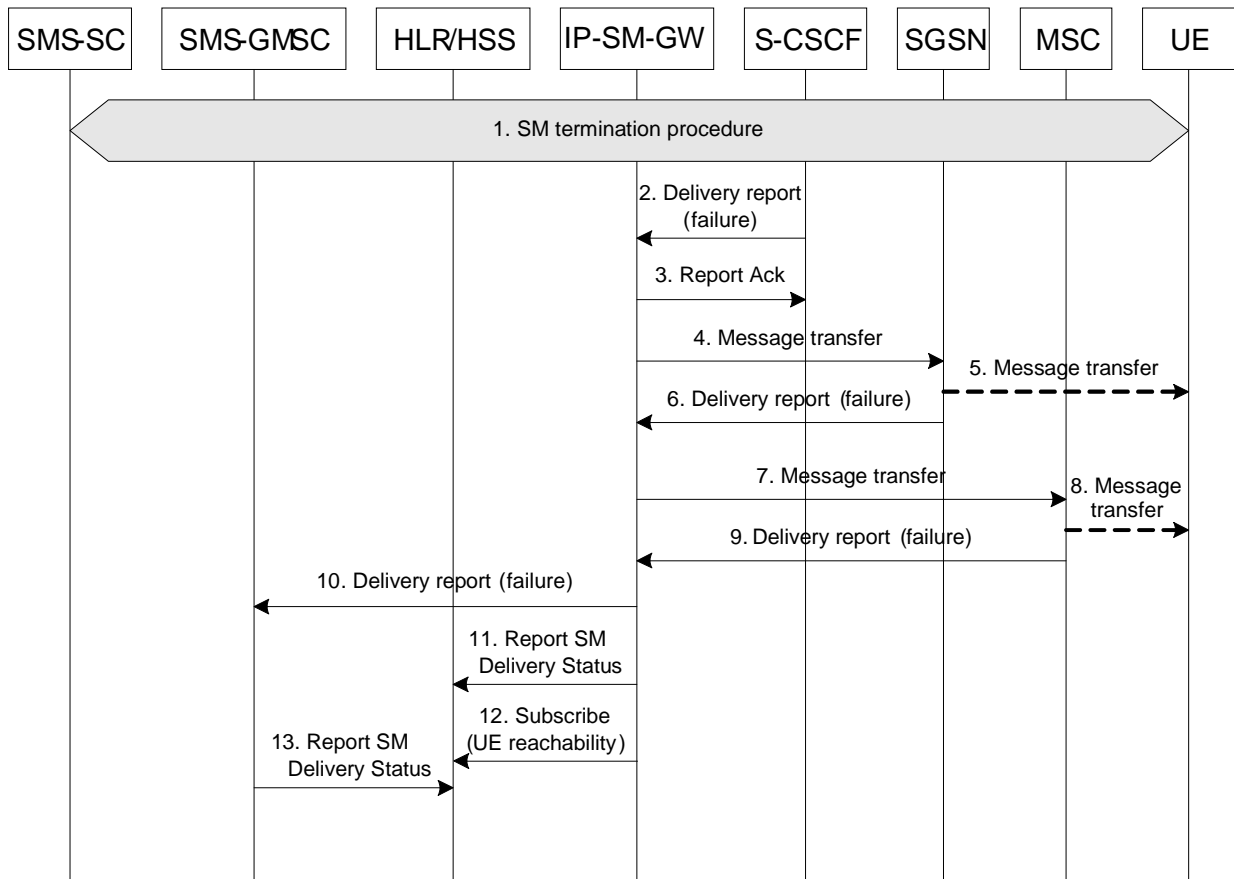 SMS-SC
SMS-GMSC
HLR/HSS
IP-SM-GW
S-CSCF
SGSN
MSC
UE
1. SM termination procedure
2. Delivery report
(failure)
3. Report Ack
4. Message transfer
5. Message transfer
6. Delivery report (failure)
7. Message transfer
8. Message
transfer
9. Delivery report (failure)
10. Delivery report (failure)
11. Report SM
Delivery Status
12. Subscribe
(UE reachability)
13. Report SM
Delivery Status